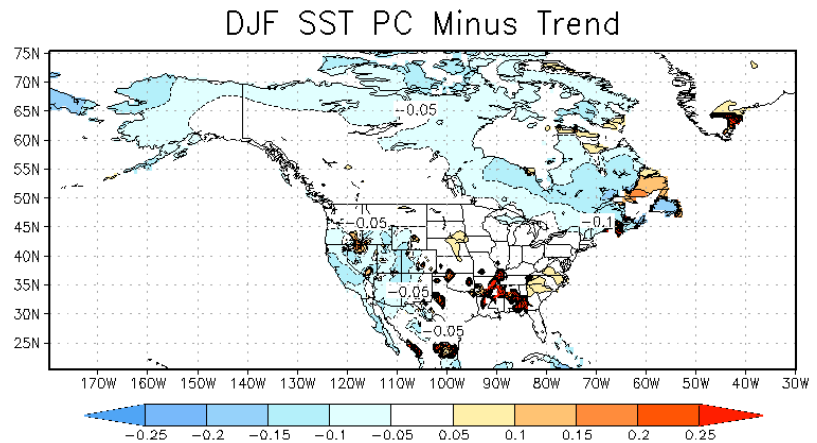 DJF SST PC Minus Trend
75N
70N
65N
60N
55N
50N
45N
40N
35N
30N
25N
-0.05
-0.05
-0.1
-0.05
-0.05
170W 160W 150W 140W 130W 120W 110W 100W 90W 80W 70W 60W 50W 40W 30W
-0.25 -0.2 -0.15 -0.1 -0.05 0.05 0.1 0.15 0.2 0.25